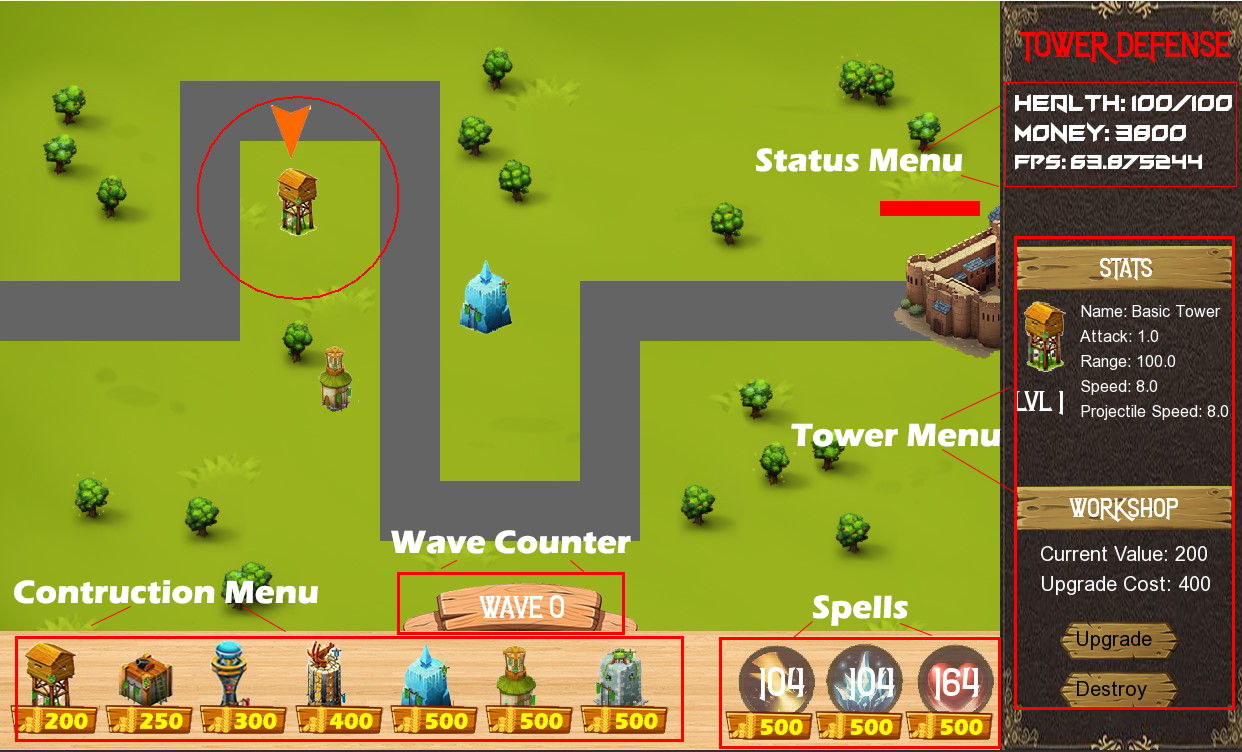 TOWER DEFENSE
HEALTH: 100/100
MONEY: 3800
FPS: 63.875244
Status Menu
STATS
Name: Basic Tower
Attack: 1.0
Range: 100.0
Speed: 8.0
LVL 1
Projectile Speed: 8.0
Tower Menu
WORKSHOP
Current Value: 200
Upgrade Cost: 400
Upgrade
Destroy
Wave Counter
WAVE 0
Contruction Menu
200 250 300 400 500 500 500
Spells
104 104 164
500 500 500